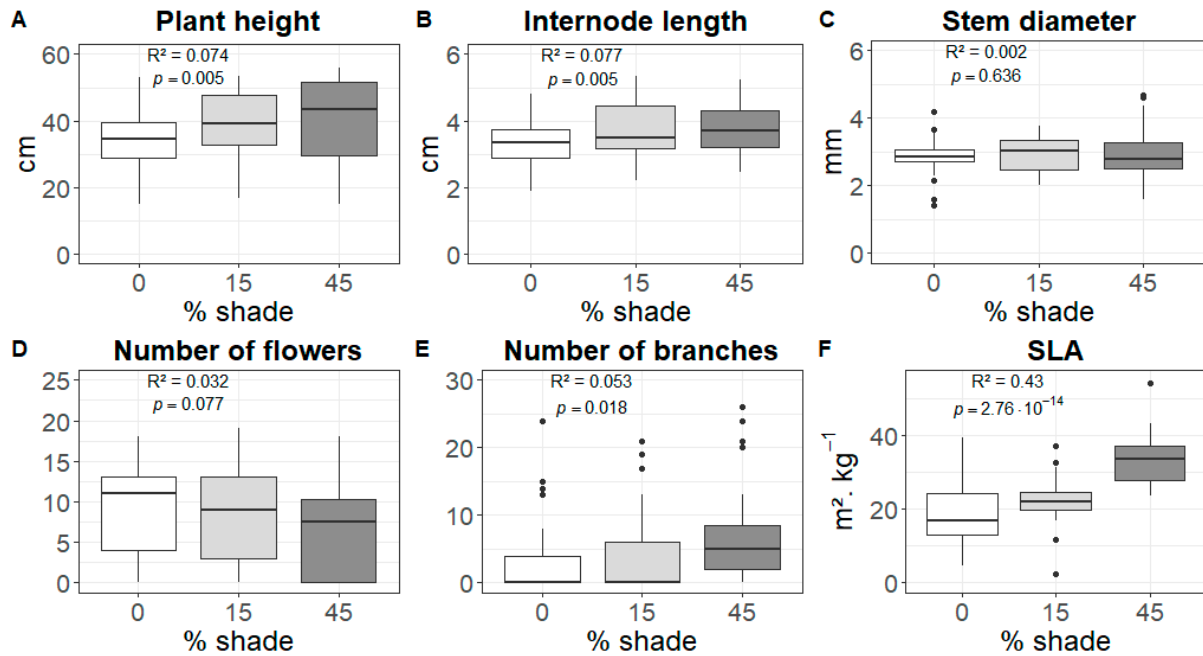 A Plant height
R² = 0.074
p = 0.005
60
40
20
0
cm
0 15 45
% shade
B Internode length
R² = 0.077
p = 0.005
6
4
2
0
cm
0 15 45
% shade
C Stem diameter
R² = 0.002
p = 0.636
6
4
2
0
mm
0 15 45
% shade
D Number of flowers
R² = 0.032
p = 0.077
25
20
15
10
5
0
0 15 45
% shade
E Number of branches
R² = 0.053
p = 0.018
30
20
10
0
0 15 45
% shade
F SLA
R² = 0.43
p = 2.76 · 10⁻¹⁴
40
20
0
m². kg⁻¹
0 15 45
% shade